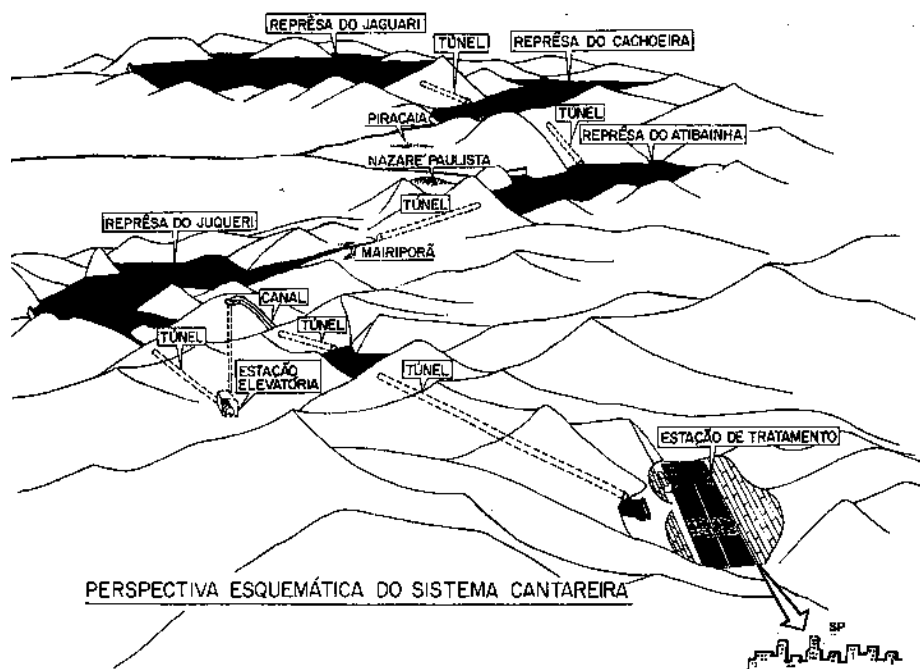 REPRÊSA DO JAGUARI
TÚNEL
REPRÊSA DO CACHOEIRA
PIRACAIA
TÚNEL
REPRÊSA DO ATIBAINHA
NAZARÉ PAULISTA
TÚNEL
REPRÊSA DO JUQUERI
MAIRIPORÃ
CANAL
TÚNEL
TÚNEL
ESTAÇÃO
ELEVATÓRIA
TÚNEL
ESTAÇÃO DE TRATAMENTO
PERSPECTIVA ESQUEMÁTICA DO SISTEMA CANTAREIRA
SP